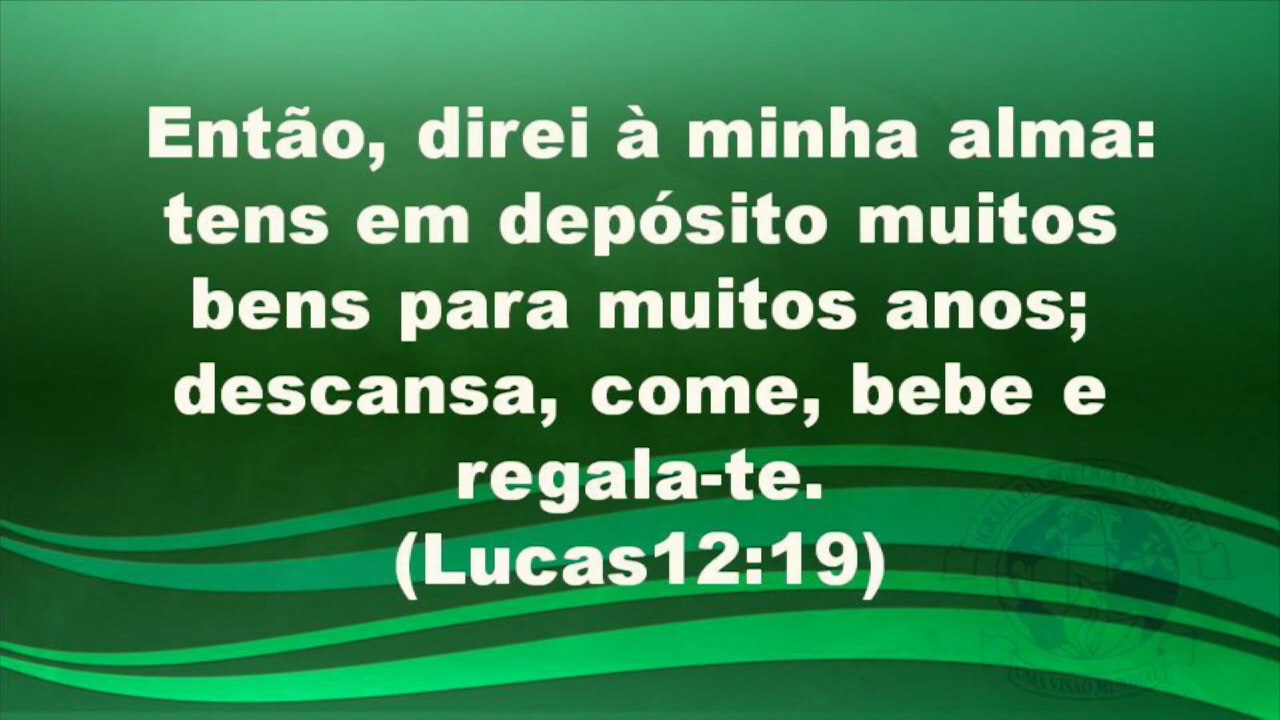 Então, direi à minha alma:
tens em depósito muitos
bens para muitos anos;
descansa, come, bebe e
regala-te.
(Lucas12:19)